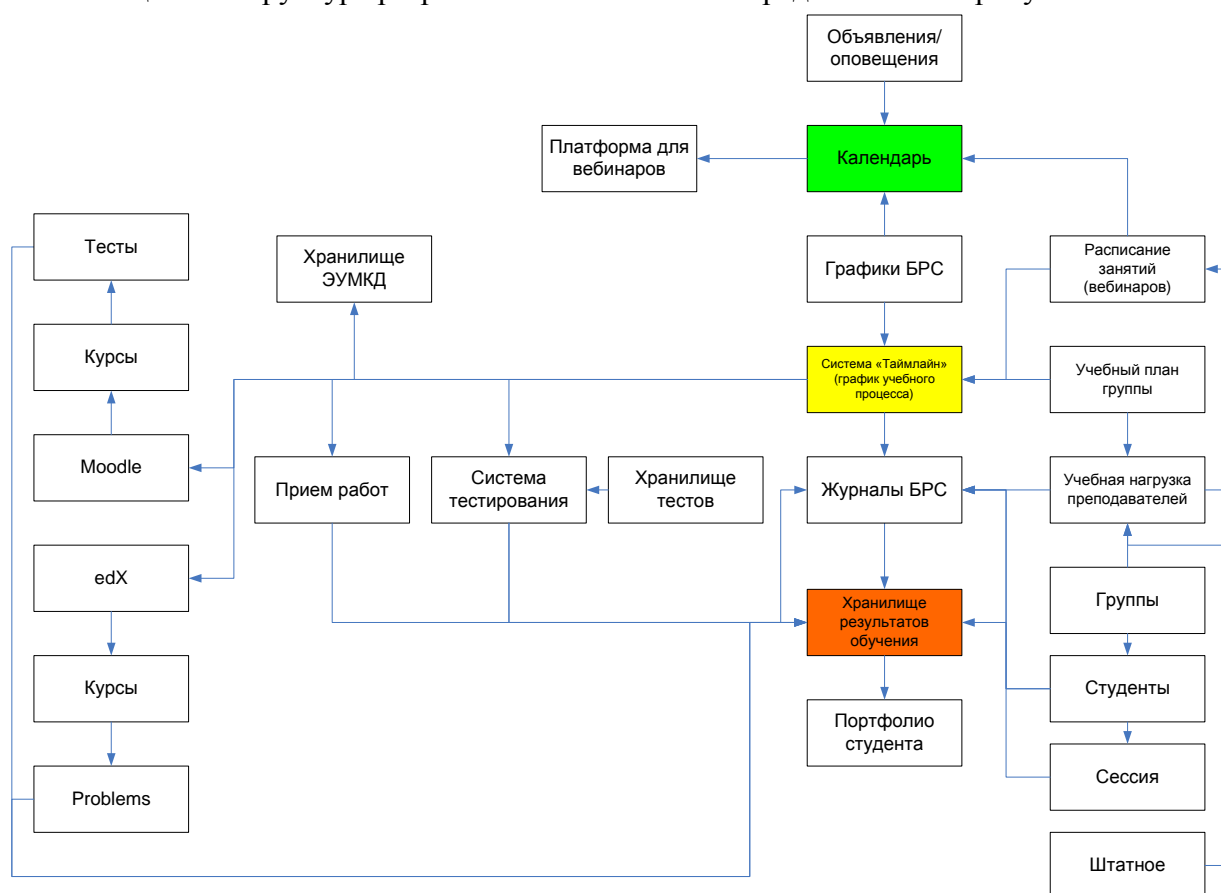 Объявления/
оповещения
Платформа для
вебинаров
Календарь
Тесты
Хранилище
ЭУМКД
Графики БРС
Расписание
занятий
(вебинаров)
Курсы
Система «Таймлайн»
(график учебного
процесса)
Учебный план
группы
Moodle
Прием работ
Система
тестирования
Хранилище
тестов
Журналы БРС
Учебная нагрузка
преподавателей
edX
Хранилище
результатов
обучения
Группы
Курсы
Студенты
Портфолио
студента
Сессия
Problems
Штатное